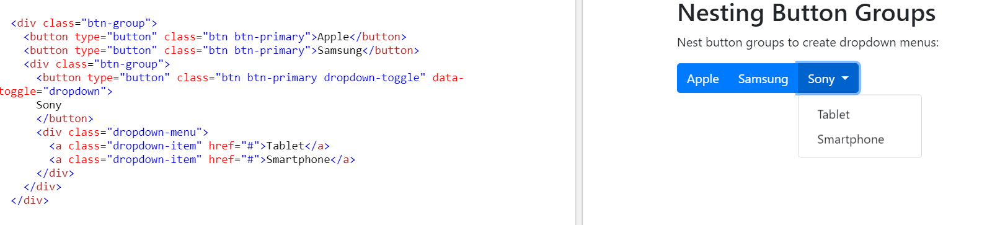 <div class="btn-group">
<button type="button" class="btn btn-primary">Apple</button>
<button type="button" class="btn btn-primary">Samsung</button>
<div class="btn-group">
<button type="button" class="btn btn-primary dropdown-toggle" data-
toggle="dropdown">
Sony
</button>
<div class="dropdown-menu">
<a class="dropdown-item" href="#">Tablet</a>
<a class="dropdown-item" href="#">Smartphone</a>
</div>
</div>
</div>
Nesting Button Groups
Nest button groups to create dropdown menus:
Apple Samsung Sony
Tablet
Smartphone